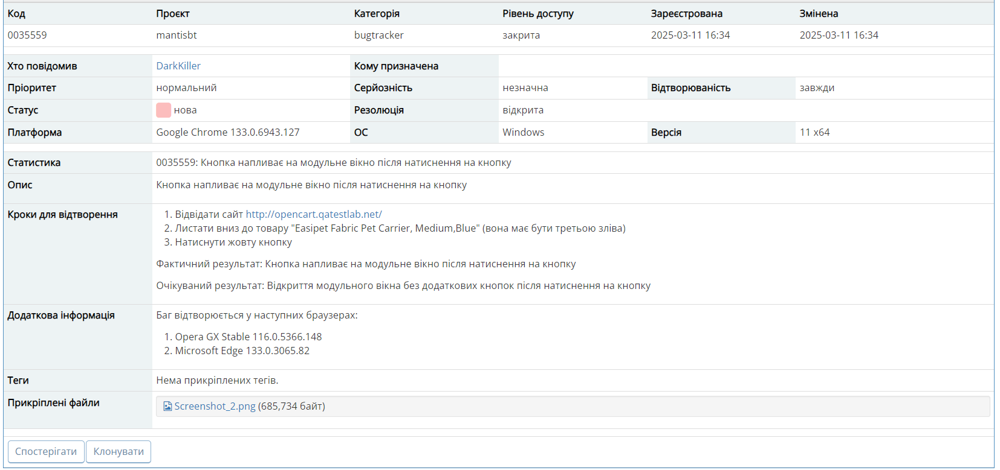 Код Проєкт Категорія Рівень доступу Зареєстрована Змінена
0035559 mantisbt bugtracker закрита 2025-03-11 16:34 2025-03-11 16:34
Хто повідомив DarkKiller Кому призначена
Пріоритет нормальний Серйозність незначна Відтворюваність завжди
Статус нова Резолюція відкрита
Платформа Google Chrome 133.0.6943.127 ОС Windows Версія 11 x64
Статистика 0035559: Кнопка напливає на модульне вікно після натиснення на кнопку
Опис Кнопка напливає на модульне вікно після натиснення на кнопку
Кроки для відтворення 1. Відвідати сайт http://opencart.qatestlab.net/
2. Листати вниз до товару "Easipet Fabric Pet Carrier, Medium,Blue" (вона має бути третьою зліва)
3. Натиснути жовту кнопку
Фактичний результат: Кнопка напливає на модульне вікно після натиснення на кнопку
Очікуваний результат: Відкриття модульного вікна без додаткових кнопок після натиснення на кнопку
Додаткова інформація Баг відтворюється у наступних браузерах:
1. Opera GX Stable 116.0.5366.148
2. Microsoft Edge 133.0.3065.82
Теги Нема прикріплених тегів.
Прикріплені файли Screenshot_2.png (685,734 байт)
Спостерігати Клонувати